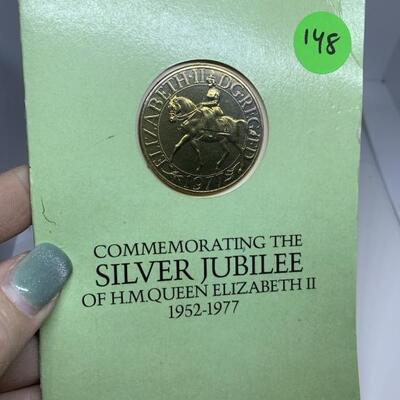 148
ELIZABETH·II DG·REG FD
1977
COMMEMORATING THE
SILVER JUBILEE
OF H.M.QUEEN ELIZABETH II
1952-1977